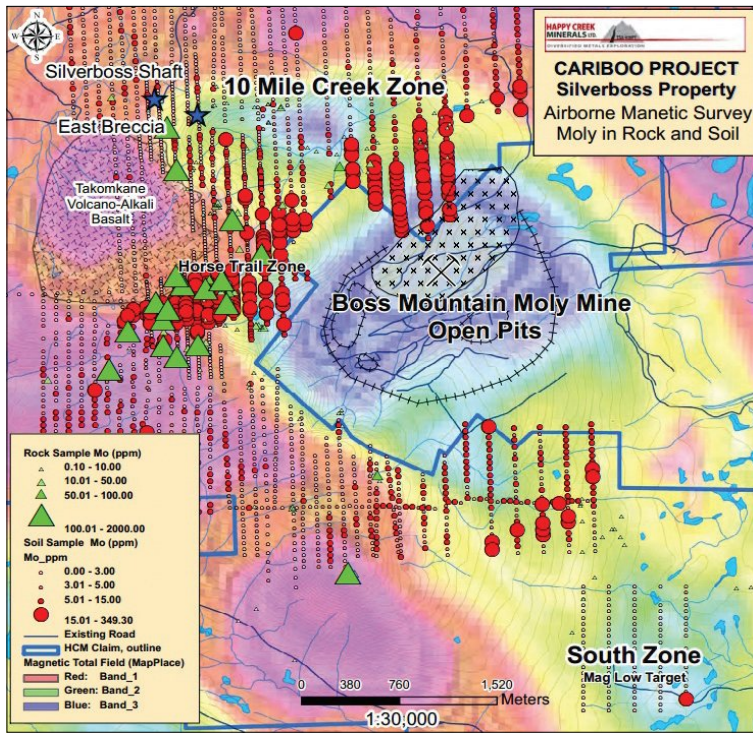 N
W
E
S
HAPPY CREEK
MINERALS LTD.
DIVERSIFIED METALS EXPLORATION
CARIBOO PROJECT
Silverboss Property
Airborne Manetic Survey
Moly in Rock and Soil
Silverboss Shaft
10 Mile Creek Zone
East Breccia
Takomkane
Volcano-Alkali
Basalt
Horse Trail Zone
Boss Mountain Moly Mine
Open Pits
Rock Sample Mo (ppm)
0.10 - 10.00
10.01 - 50.00
50.01 - 100.00
100.01 - 2000.00
Soil Sample Mo (ppm)
Mo_ppm
0.00 - 3.00
3.01 - 5.00
5.01 - 15.00
15.01 - 349.30
Existing Road
HCM Claim, outline
Magnetic Total Field (MapPlace)
Red: Band_1
Green: Band_2
Blue: Band_3
South Zone
Mag Low Target
0 380 760 1,520
Meters
1:30,000